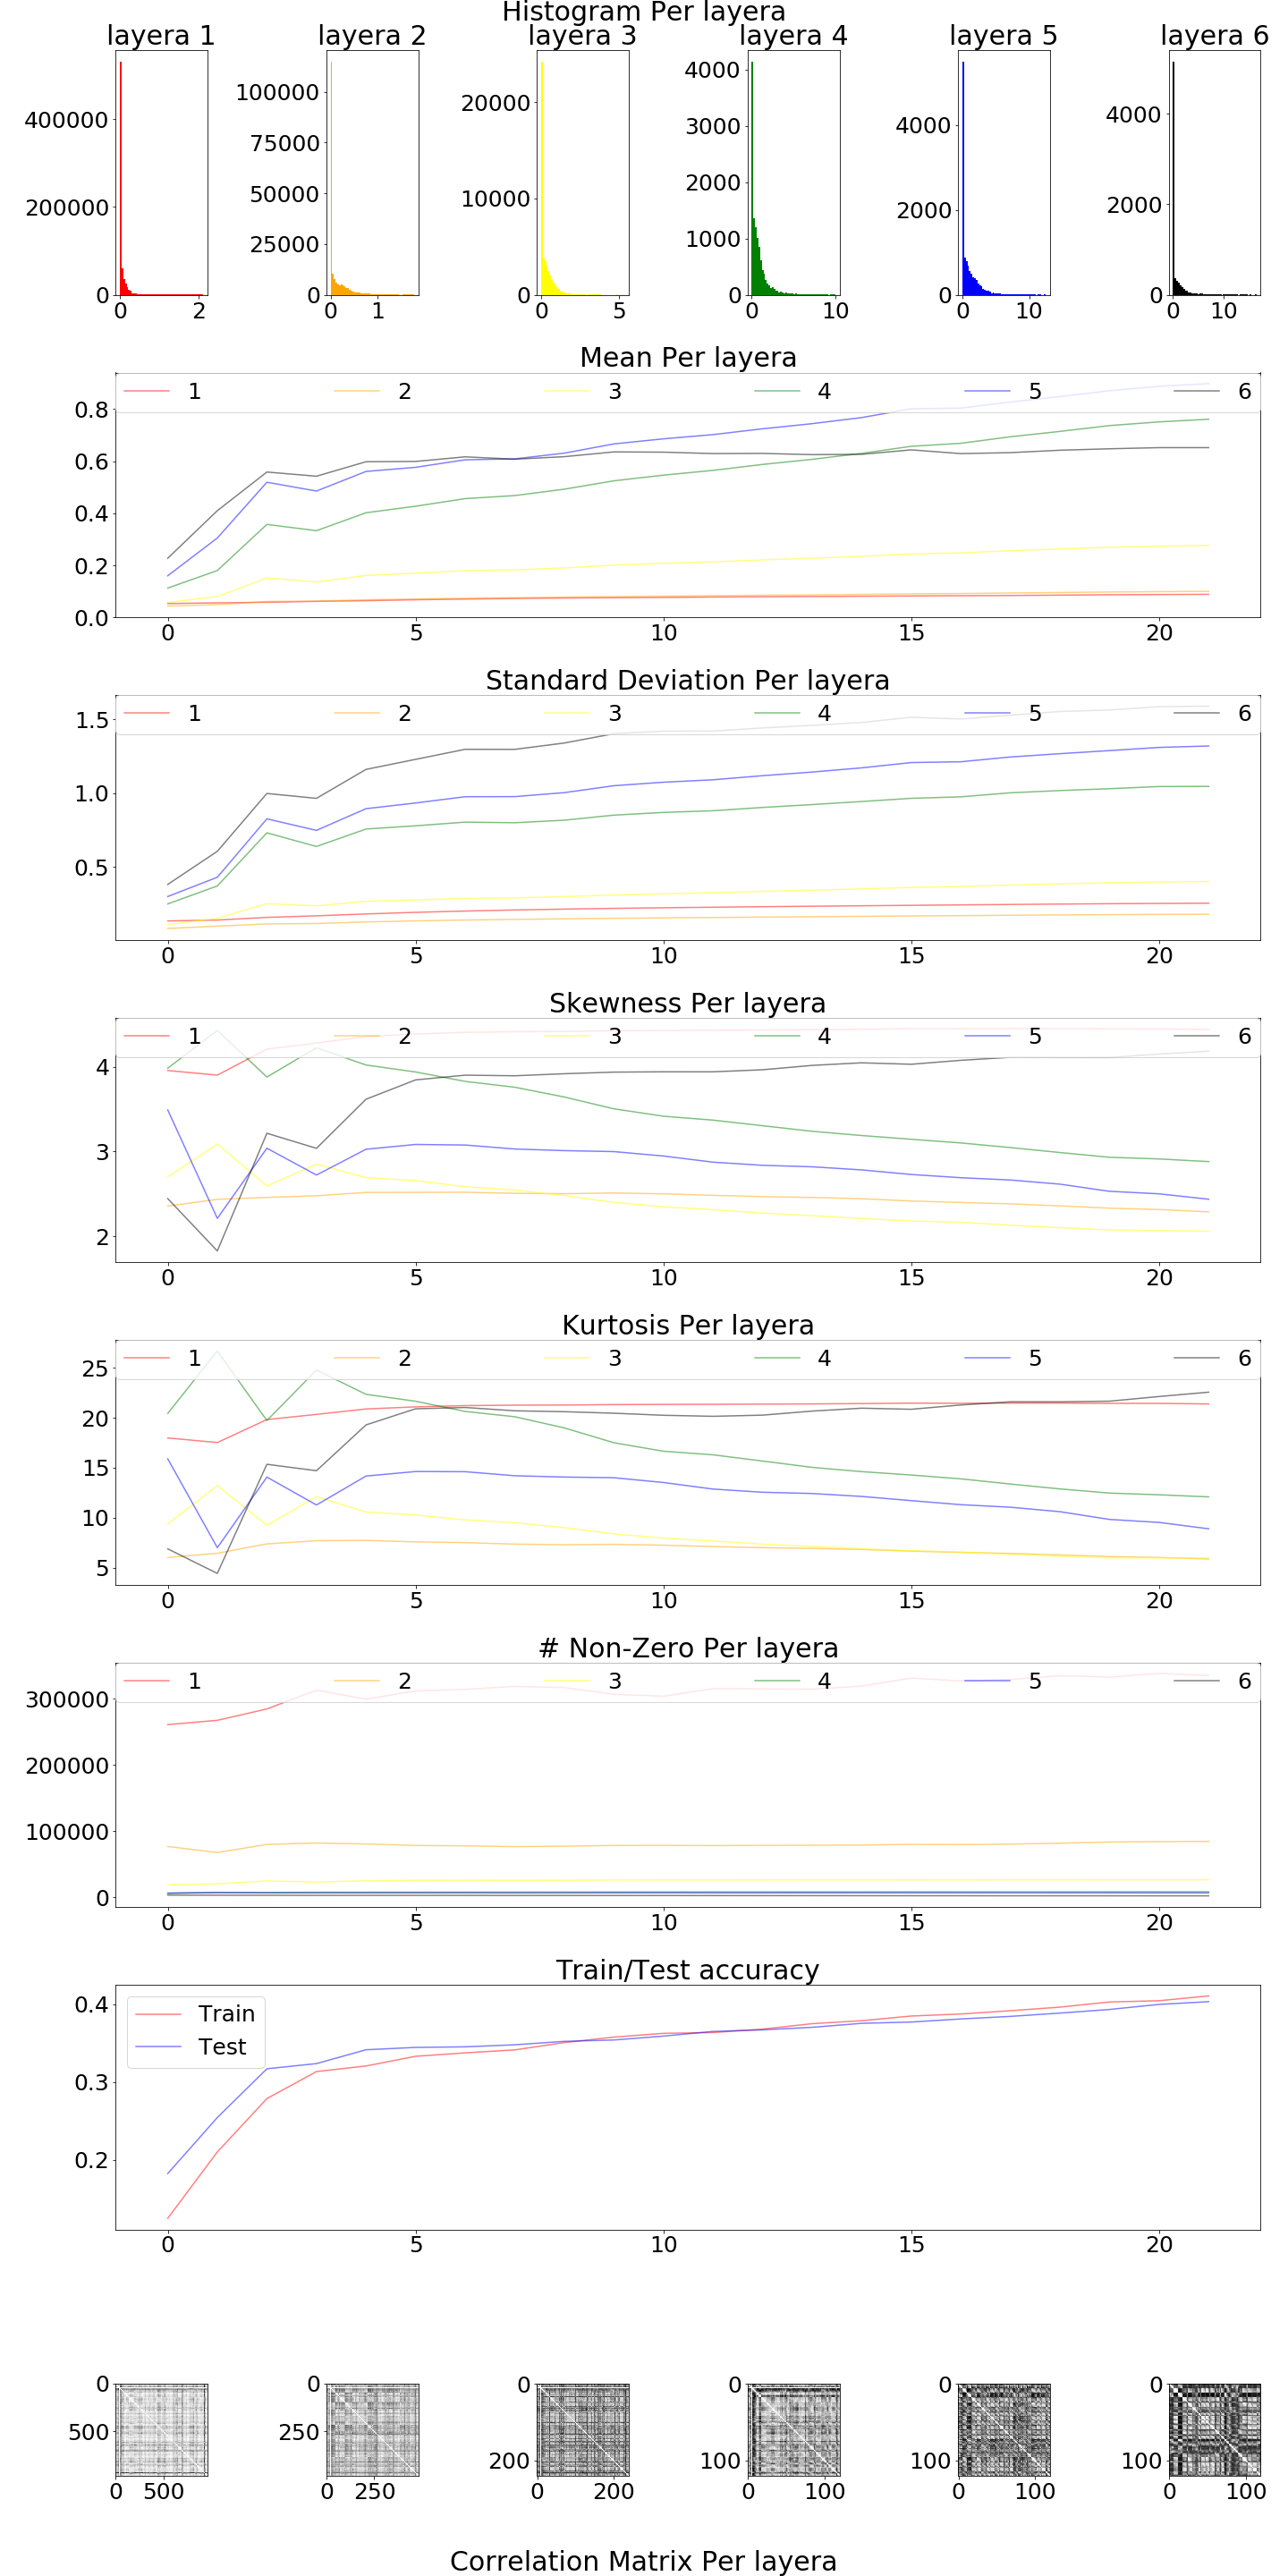 Histogram Per layera
layera 1 layera 2 layera 3 layera 4 layera 5 layera 6
400000 200000 0
0 2
100000 75000 50000 25000 0
0 1
20000 10000 0
0 5
4000 3000 2000 1000 0
0 10
4000 2000 0
0 10
4000 2000 0
0 10
Mean Per layera
1 2 3 4 5 6
0.8
0.6
0.4
0.2
0.0
0 5 10 15 20
Standard Deviation Per layera
1 2 3 4 5 6
1.5
1.0
0.5
0 5 10 15 20
Skewness Per layera
1 2 3 4 5 6
4
3
2
0 5 10 15 20
Kurtosis Per layera
1 2 3 4 5 6
25
20
15
10
5
0 5 10 15 20
# Non-Zero Per layera
1 2 3 4 5 6
300000
200000
100000
0
0 5 10 15 20
Train/Test accuracy
Train
Test
0.4
0.3
0.2
0 5 10 15 20
0 500
0 500
0 250
0 250
0 200
0 200
0 100
0 100
0 100
0 100
0 100
0 100
Correlation Matrix Per layera